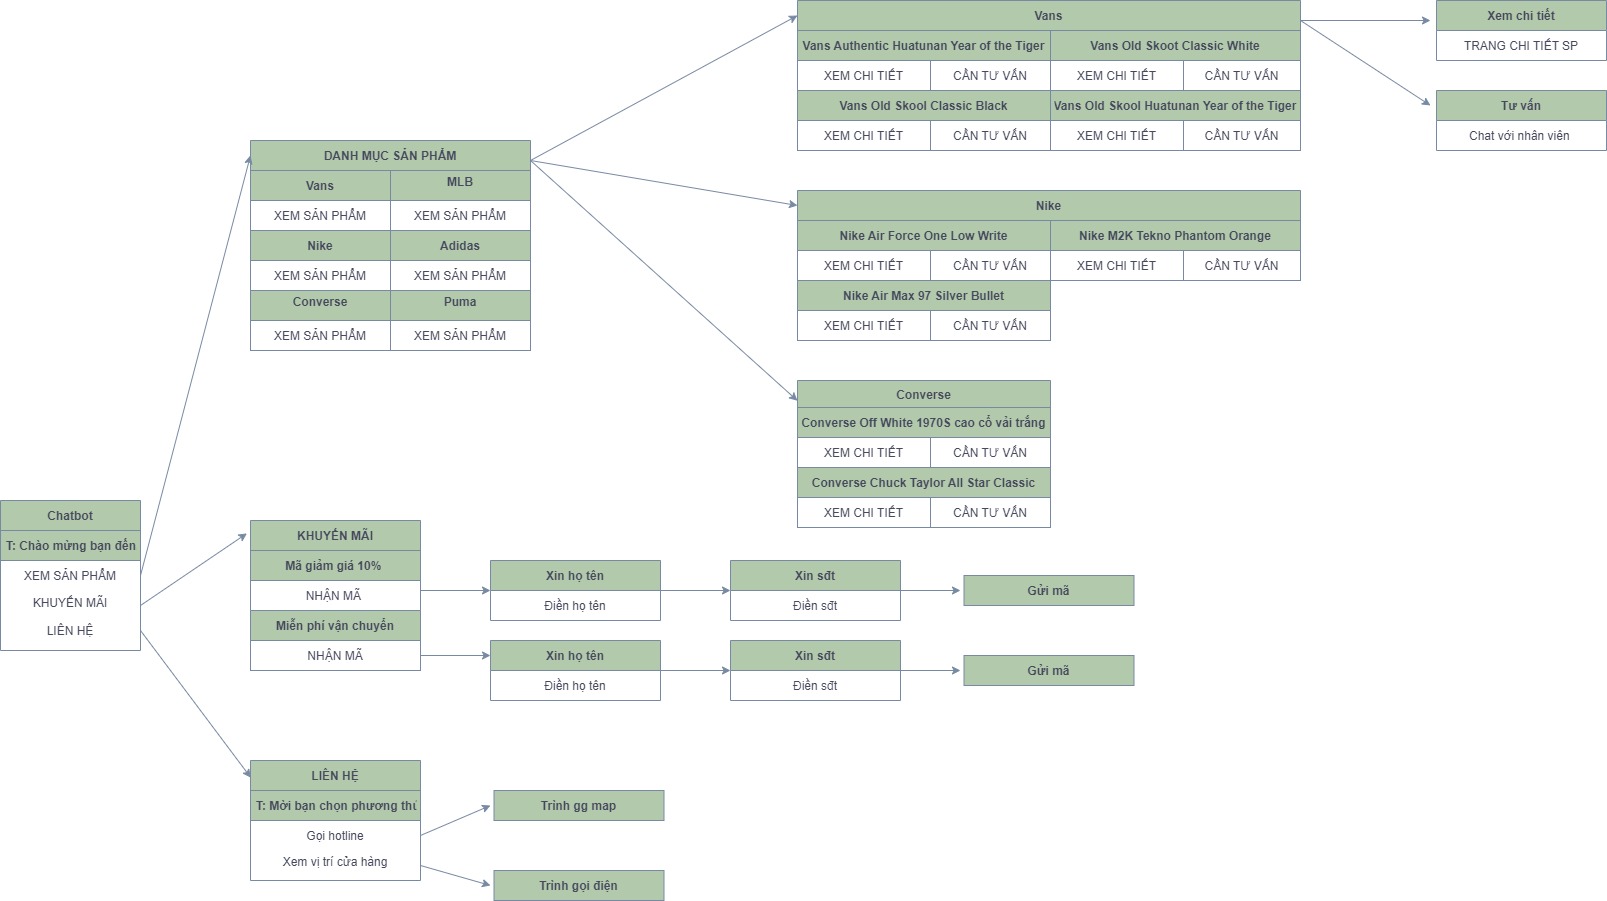 Chatbot
T: Chào mừng bạn đến
XEM SẢN PHẨM
KHUYẾN MÃI
LIÊN HỆ
DANH MỤC SẢN PHẨM
Vans MLB
XEM SẢN PHẨM XEM SẢN PHẨM
Nike Adidas
XEM SẢN PHẨM XEM SẢN PHẨM
Converse Puma
XEM SẢN PHẨM XEM SẢN PHẨM
Vans
Vans Authentic Huatunan Year of the Tiger Vans Old Skoot Classic White
XEM CHI TIẾT CẦN TƯ VẤN XEM CHI TIẾT CẦN TƯ VẤN
Vans Old Skool Classic Black Vans Old Skool Huatunan Year of the Tiger
XEM CHI TIẾT CẦN TƯ VẤN XEM CHI TIẾT CẦN TƯ VẤN
Xem chi tiết
TRANG CHI TIẾT SP
Tư vấn
Chat với nhân viên
Nike
Nike Air Force One Low Write Nike M2K Tekno Phantom Orange
XEM CHI TIẾT CẦN TƯ VẤN XEM CHI TIẾT CẦN TƯ VẤN
Nike Air Max 97 Silver Bullet
XEM CHI TIẾT CẦN TƯ VẤN
Converse
Converse Off White 1970S cao cổ vải trắng
XEM CHI TIẾT CẦN TƯ VẤN
Converse Chuck Taylor All Star Classic
XEM CHI TIẾT CẦN TƯ VẤN
KHUYẾN MÃI
Mã giảm giá 10%
NHẬN MÃ
Miễn phí vận chuyển
NHẬN MÃ
Xin họ tên
Điền họ tên
Xin sđt
Điền sđt
Gửi mã
Xin họ tên
Điền họ tên
Xin sđt
Điền sđt
Gửi mã
LIÊN HỆ
T: Mời bạn chọn phương thứ
Gọi hotline
Xem vị trí cửa hàng
Trình gg map
Trình gọi điện